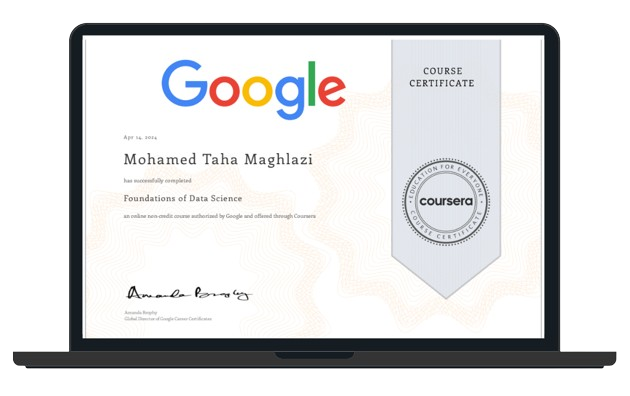 Google
COURSE
CERTIFICATE
Apr 14, 2024
Mohamed Taha Maghlazi
has successfully completed
Foundations of Data Science
an online non-credit course authorized by Google and offered through Coursera
EDUCATION FOR EVERYONE
coursera
COURSE CERTIFICATE
Amanda Brophy
Amanda Brophy
Global Director of Google Career Certificates